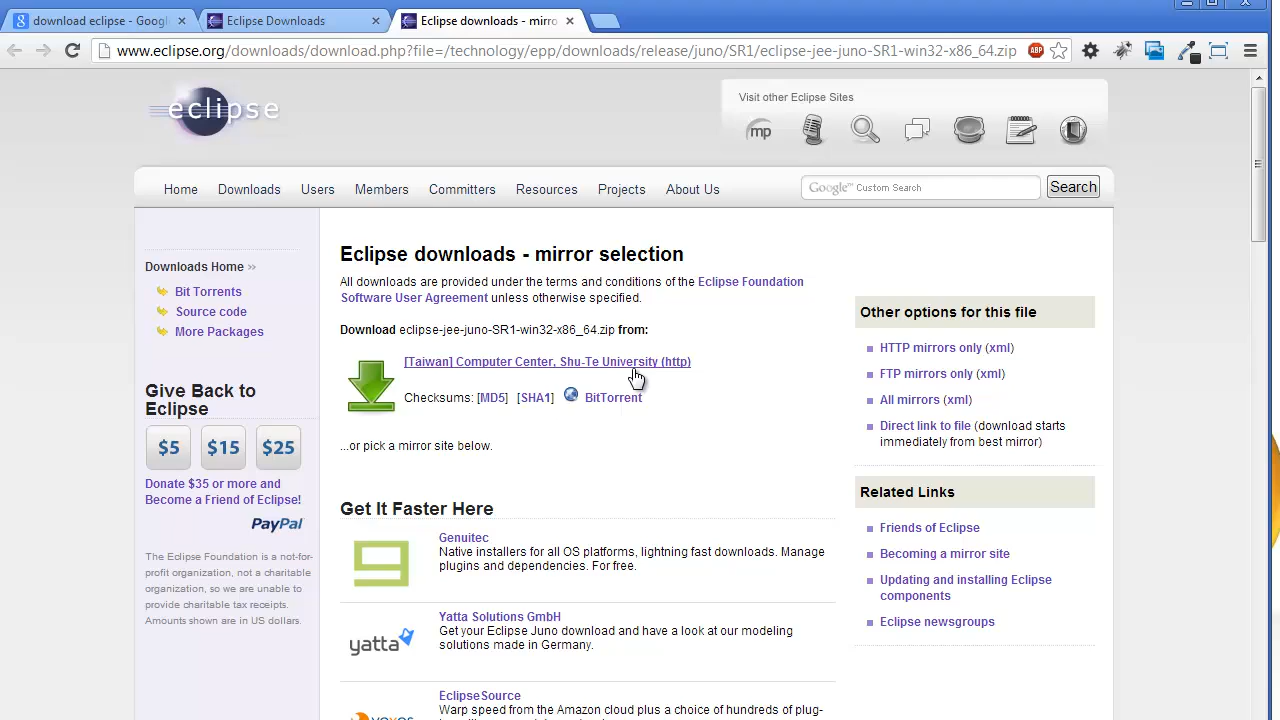 download eclipse - Googl
Eclipse Downloads
Eclipse downloads - mirro
www.eclipse.org/downloads/download.php?file=/technology/epp/downloads/release/juno/SR1/eclipse-jee-juno-SR1-win32-x86_64.zip
ABP
eclipse
Visit other Eclipse Sites
mp
Home Downloads Users Members Committers Resources Projects About Us
Google™ Custom Search
Search
Downloads Home »
Bit Torrents
Source code
More Packages
Give Back to
Eclipse
$5 $15 $25
Donate $35 or more and
Become a Friend of Eclipse!
PayPal
The Eclipse Foundation is a not-for-
profit organization, not a charitable
organization, so we are unable to
provide charitable tax receipts.
Amounts shown are in US dollars.
Eclipse downloads - mirror selection
All downloads are provided under the terms and conditions of the Eclipse Foundation
Software User Agreement unless otherwise specified.
Download eclipse-jee-juno-SR1-win32-x86_64.zip from:
[Taiwan] Computer Center, Shu-Te University (http)
Checksums: [MD5] [SHA1] BitTorrent
...or pick a mirror site below.
Get It Faster Here
Genuitec
Native installers for all OS platforms, lightning fast downloads. Manage
plugins and dependencies. For free.
Yatta Solutions GmbH
yatta
Get your Eclipse Juno download and have a look at our modeling
solutions made in Germany.
EclipseSource
Warp speed from the Amazon cloud plus a choice of hundreds of plug-
Other options for this file
HTTP mirrors only (xml)
FTP mirrors only (xml)
All mirrors (xml)
Direct link to file (download starts
immediately from best mirror)
Related Links
Friends of Eclipse
Becoming a mirror site
Updating and installing Eclipse
components
Eclipse newsgroups